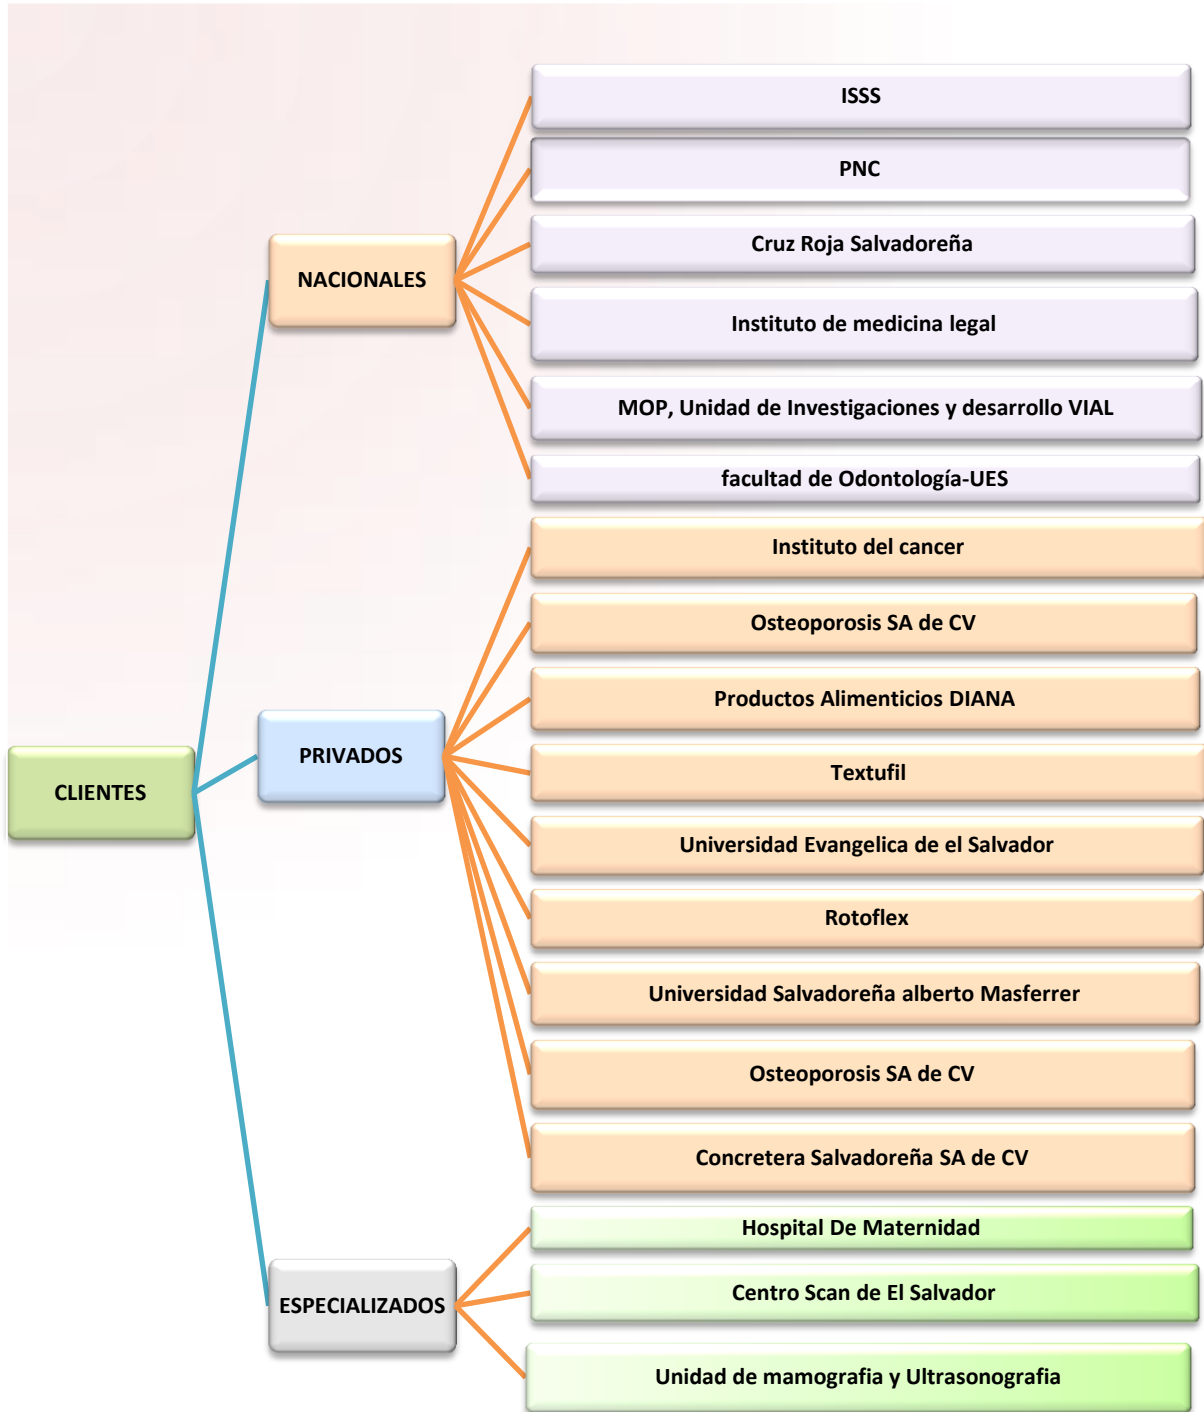 CLIENTES
NACIONALES
ISSS
PNC
Cruz Roja Salvadoreña
Instituto de medicina legal
MOP, Unidad de Investigaciones y desarrollo VIAL
facultad de Odontología-UES
PRIVADOS
Instituto del cancer
Osteoporosis SA de CV
Productos Alimenticios DIANA
Textufil
Universidad Evangelica de el Salvador
Rotoflex
Universidad Salvadoreña alberto Masferrer
Osteoporosis SA de CV
Concretera Salvadoreña SA de CV
ESPECIALIZADOS
Hospital De Maternidad
Centro Scan de El Salvador
Unidad de mamografia y Ultrasonografia